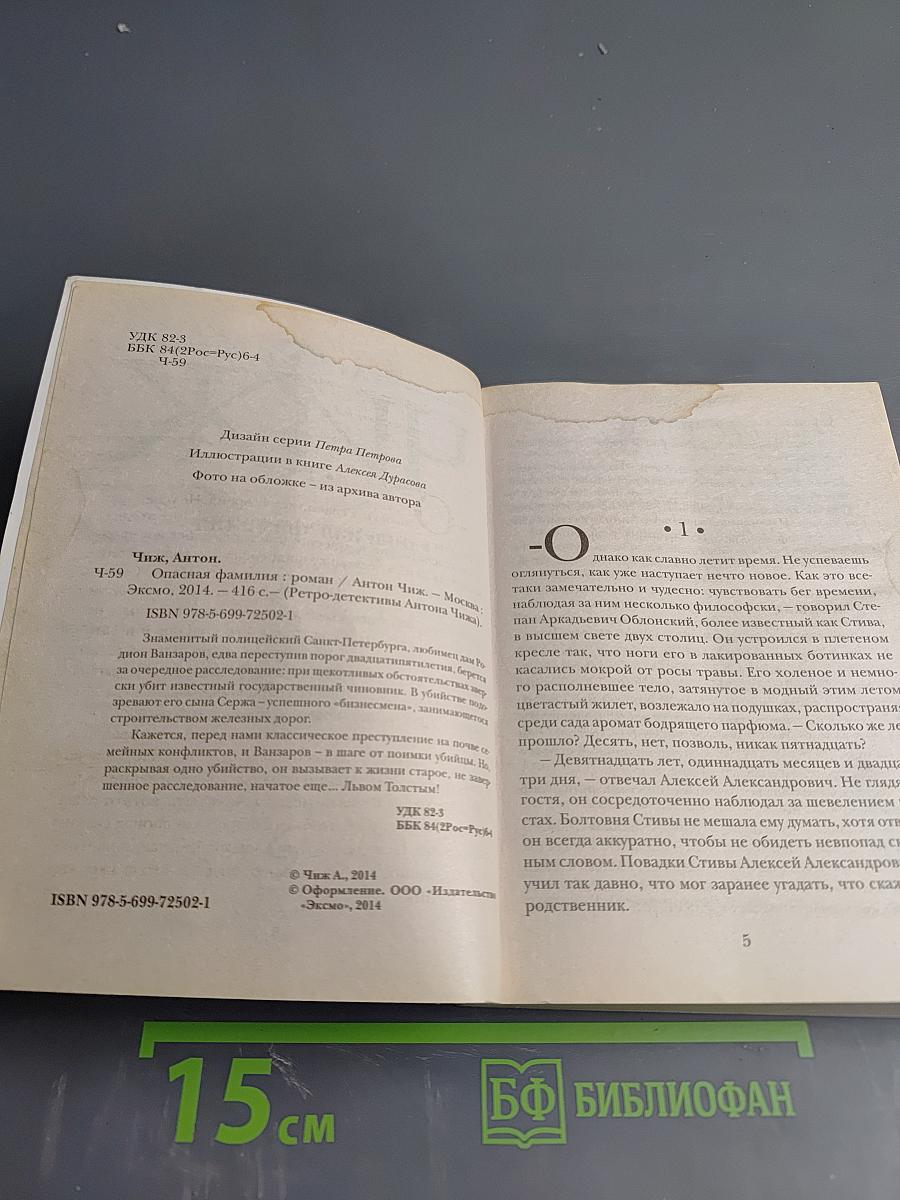 УДК 82-3
ББК 84(2Рос=Рус)6-4
Ч-59
Дизайн серии Петра Петрова
Иллюстрации в книге Алексея Дурасова
Фото на обложке – из архива автора
Чиж, Антон.
Ч-59 Опасная фамилия : роман / Антон Чиж. – Москва :
Эксмо, 2014. – 416 с.– (Ретро-детективы Антона Чижа).
ISBN 978-5-699-72502-1
Знаменитый полицейский Санкт-Петербурга, любимец дам Ро-
дион Ванзаров, едва переступив порог двадцатипятилетия, берется
за очередное расследование: при щекотливых обстоятельствах звер
ски убит известный государственный чиновник. В убийстве подо-
зревают его сына Сержа – успешного «бизнесмена», занимающегося
строительством железных дорог.
Кажется, перед нами классическое преступление на почве се-
мейных конфликтов, и Ванзаров – в шаге от поимки убийцы. Но,
раскрывая одно убийство, он вызывает к жизни старое, не завер
шенное расследование, начатое еще... Львом Толстым!
УДК 82-3
ББК 84(2Рос=Рус)6-4
© Чиж А., 2014
© Оформление. ООО «Издательств
«Эксмо», 2014
ISBN 978-5-699-72502-1
• 1 •
-Однако как славно летит время. Не успеваешь
оглянуться, как уже наступает нечто новое. Как это все-
таки замечательно и чудесно: чувствовать бег времени,
наблюдая за ним несколько философски, – говорил Сте-
пан Аркадьевич Облонский, более известный как Стива,
в высшем свете двух столиц. Он устроился в плетеном
кресле так, что ноги его в лакированных ботинках не
касались мокрой от росы травы. Его холеное и немно-
го располневшее тело, затянутое в модный этим летом
цветастый жилет, возлежало на подушках, распространяя
среди сада аромат бодрящего парфюма. – Сколько же ле
прошло? Десять, нет, позволь, никак пятнадцать?
– Девятнадцать лет, одиннадцать месяцев и двадца
три дня, – отвечал Алексей Александрович. Не глядя
гостя, он сосредоточенно наблюдал за шевелением
стах. Болтовня Стивы не мешала ему думать, хотя отв
он всегда аккуратно, чтобы не обидеть невпопад ск
ным словом. Повадки Стивы Алексей Александров
учил так давно, что мог заранее угадать, что скаж
родственник.
5
15 см
БФ БИБЛИОФАН